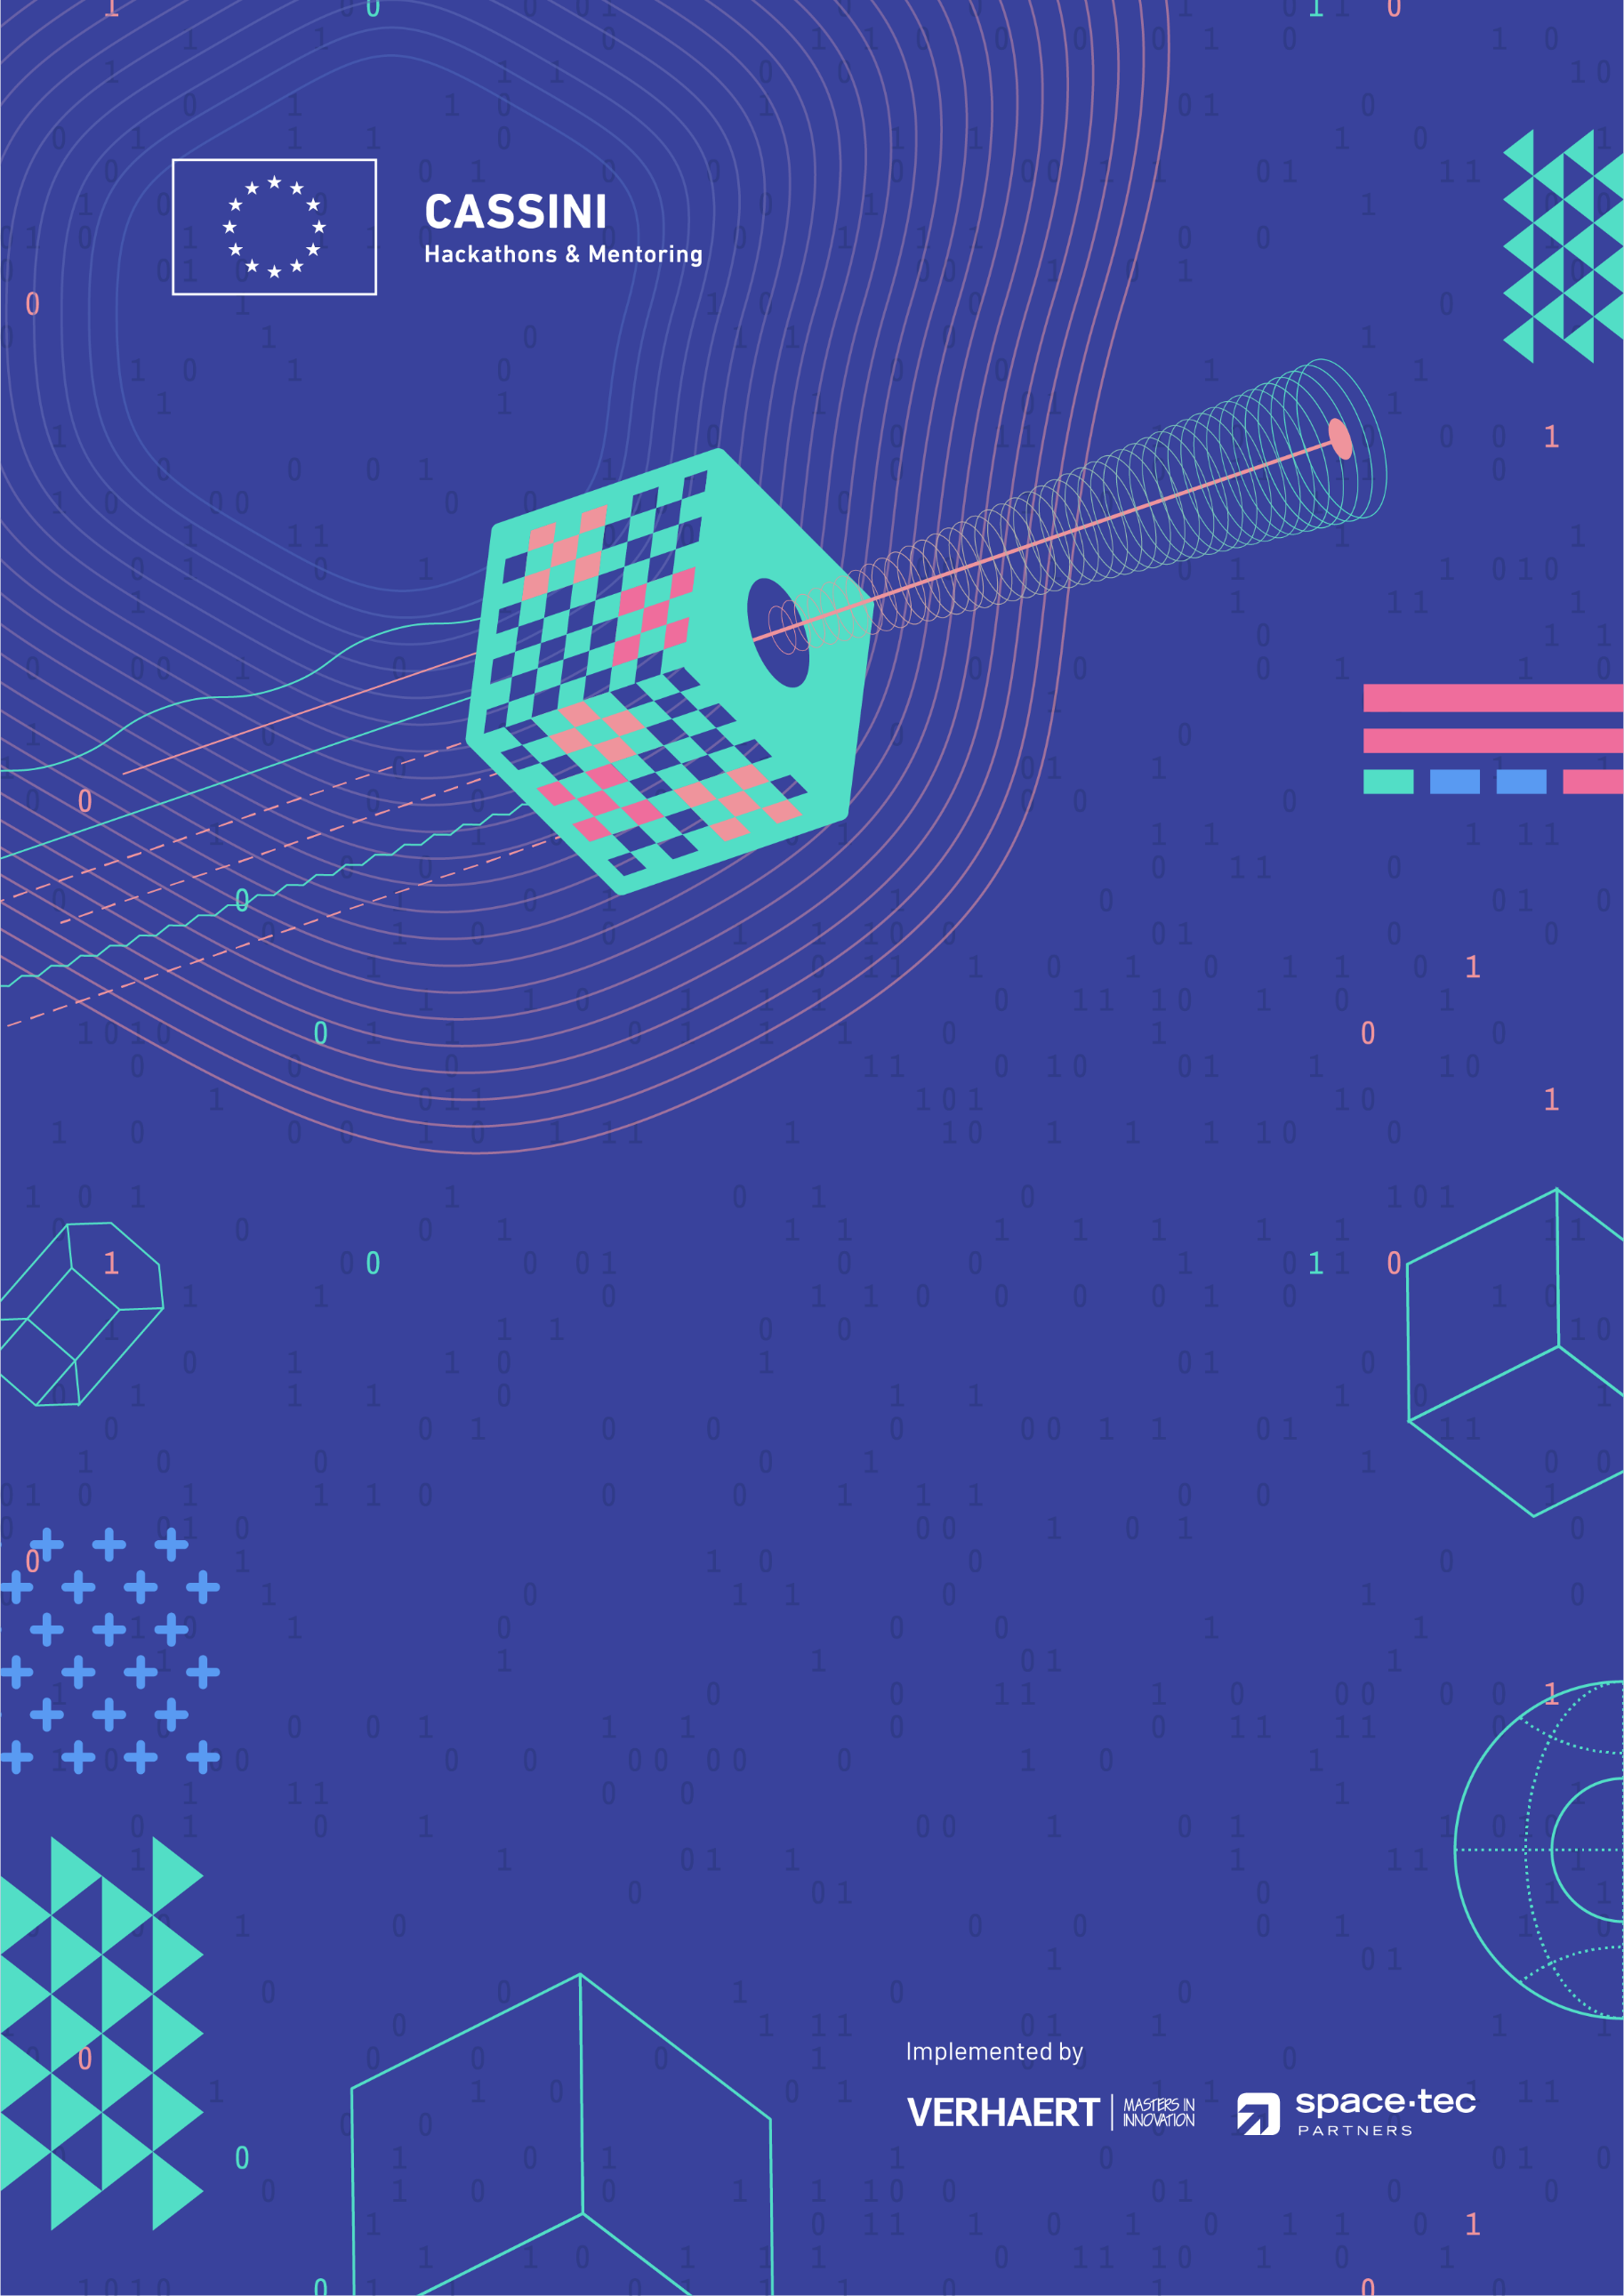 CASSINI
Hackathons & Mentoring
Implemented by
VERHAERT
MASTERS IN
INNOVATION
space·tec
PARTNERS